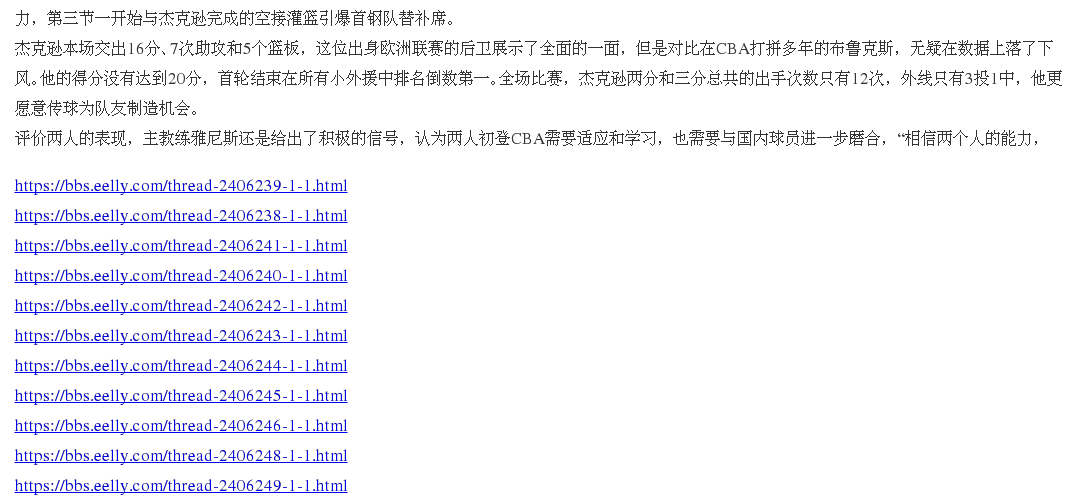 力，第三节一开始与杰克逊完成的空接灌篮引爆首钢队替补席。
杰克逊本场交出16分、7次助攻和5个篮板，这位出身欧洲联赛的后卫展示了全面的一面，但是对比在CBA打拼多年的布鲁克斯，无疑在数据上落了下
风。他的得分没有达到20分，首轮结束在所有小外援中排名倒数第一。全场比赛，杰克逊两分和三分总共的出手次数只有12次，外线只有3投1中，他更
愿意传球为队友制造机会。
评价两人的表现，主教练雅尼斯还是给出了积极的信号，认为两人初登CBA需要适应和学习，也需要与国内球员进一步磨合，“相信两个人的能力，
https://bbs.eelly.com/thread-2406239-1-1.html
https://bbs.eelly.com/thread-2406238-1-1.html
https://bbs.eelly.com/thread-2406241-1-1.html
https://bbs.eelly.com/thread-2406240-1-1.html
https://bbs.eelly.com/thread-2406242-1-1.html
https://bbs.eelly.com/thread-2406243-1-1.html
https://bbs.eelly.com/thread-2406244-1-1.html
https://bbs.eelly.com/thread-2406245-1-1.html
https://bbs.eelly.com/thread-2406246-1-1.html
https://bbs.eelly.com/thread-2406248-1-1.html
https://bbs.eelly.com/thread-2406249-1-1.html